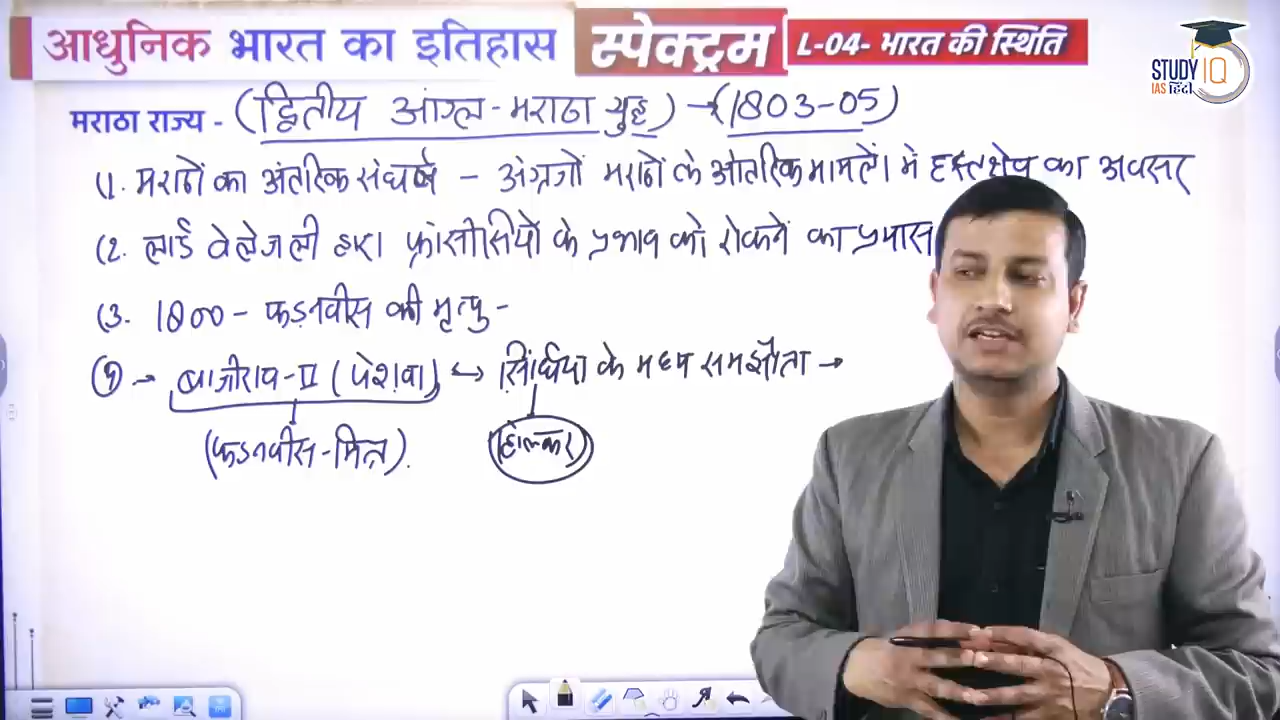 आधुनिक भारत का इतिहास स्पेक्ट्रम L-04- भारत की स्थिति
STUDY IQ
IAS हिंदी
मराठा राज्य - (द्वितीय आंग्ल-मराठा युद्ध) → (1803-05)
(1. मराठों का आंतरिक संघर्ष - अंग्रजों मराठों के आंतरिक मामलों में हस्तक्षेप का अवसर
(2. लार्ड वेलेजली द्वारा फ्रांसीसियों के प्रभाव को रोकने का प्रयास
(3. 1800 - फडनवीस की मृत्यु -
(4) → बाजीराव-II (पेशवा) ↔ सिंधिया के मध्य समझौता →
(फडनवीस-मित्र). (होल्कर)